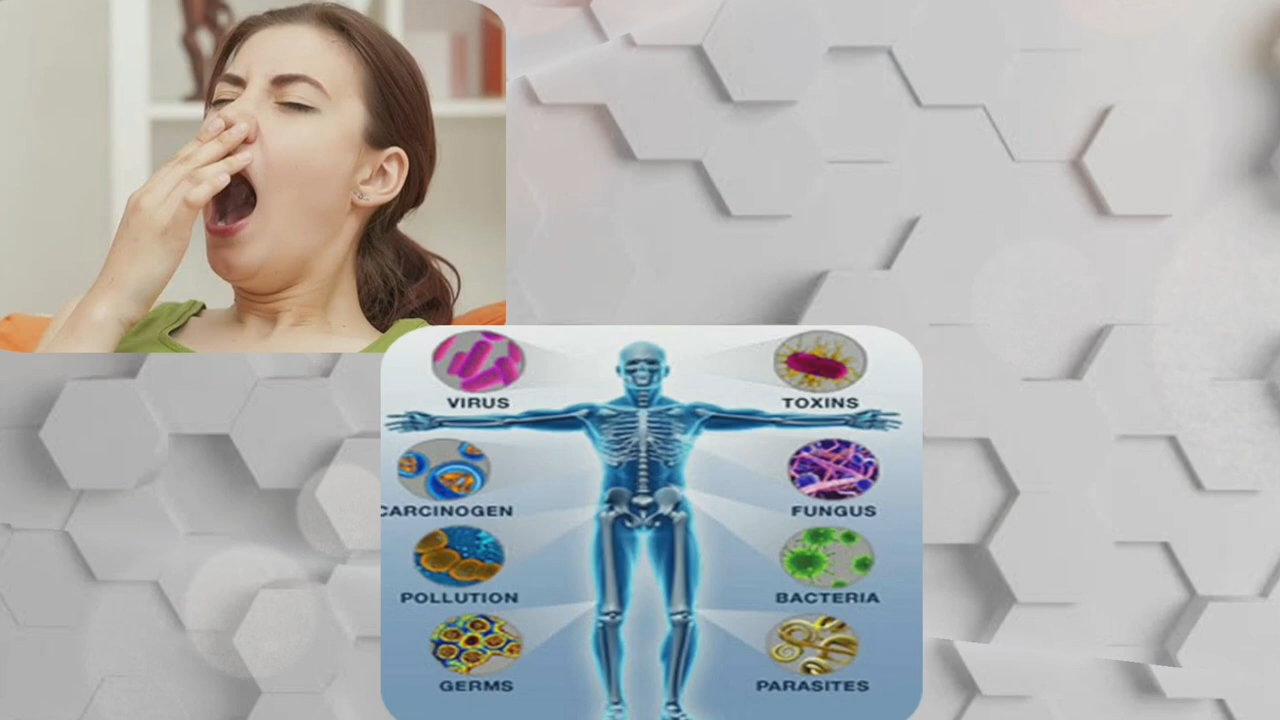 VIRUS
TOXINS
CARCINOGEN
FUNGUS
POLLUTION
BACTERIA
GERMS
PARASITES